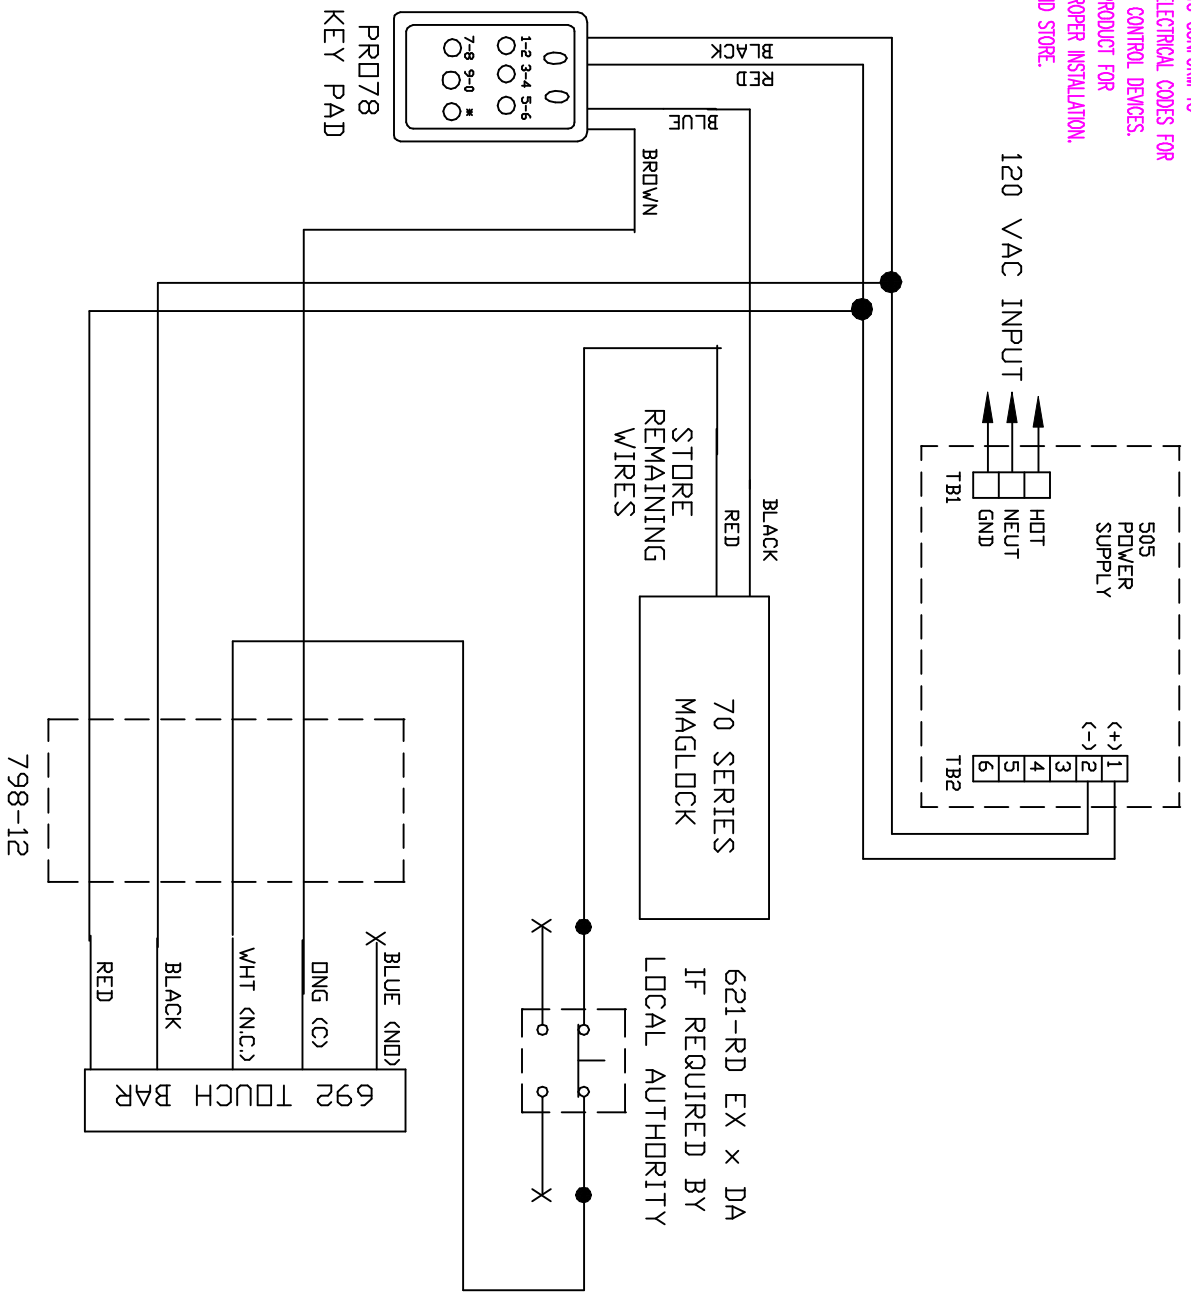 ELECTRICAL CODES FOR
CONTROL DEVICES.
PRODUCT FOR
INSTALLATION.
STORE.
120 VAC INPUT
505
POWER
SUPPLY
HOT
NEUT
GND
TB1
(+)
(-)
1
2
3
4
5
6
TB2
PRO78
KEY PAD
1-2 3-4 5-6
7-8 9-0 *
BLACK
RED
BLUE
BROWN
BLACK
RED
STORE
REMAINING
WIRES
70 SERIES
MAGLOCK
621-RD EX x DA
IF REQUIRED BY
LOCAL AUTHORITY
798-12
BLUE (NO)
ONG (C)
WHT (N.C.)
BLACK
RED
692 TOUCH BAR